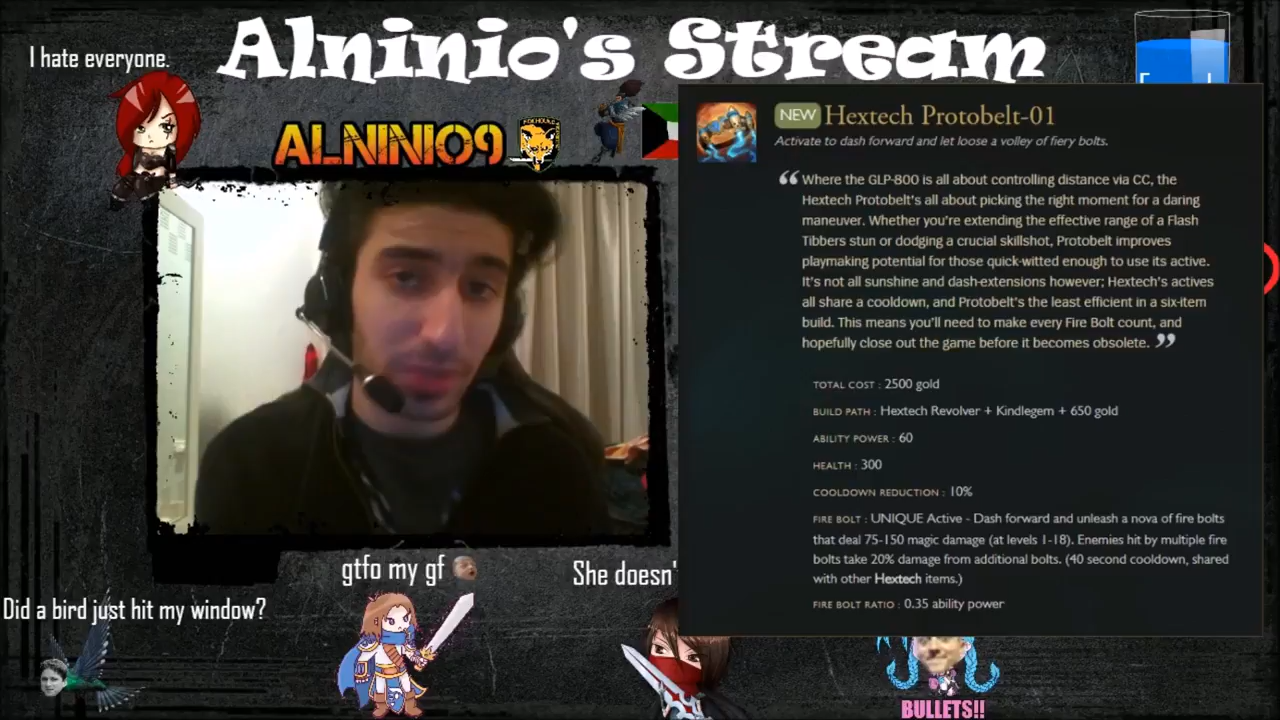 Alninio's Stream
I hate everyone.
ALNINIO9
FOXHOUND
NEW Hextech Protobelt-01
Activate to dash forward and let loose a volley of fiery bolts.
“ Where the GLP-800 is all about controlling distance via CC, the
Hextech Protobelt's all about picking the right moment for a daring
maneuver. Whether you're extending the effective range of a Flash
Tibbers stun or dodging a crucial skillshot, Protobelt improves
playmaking potential for those quick-witted enough to use its active.
It's not all sunshine and dash-extensions however; Hextech's actives
all share a cooldown, and Protobelt's the least efficient in a six-item
build. This means you'll need to make every Fire Bolt count, and
hopefully close out the game before it becomes obsolete. ”
TOTAL COST : 2500 gold
BUILD PATH : Hextech Revolver + Kindlegem + 650 gold
ABILITY POWER : 60
HEALTH : 300
COOLDOWN REDUCTION : 10%
FIRE BOLT : UNIQUE Active - Dash forward and unleash a nova of fire bolts
that deal 75-150 magic damage (at levels 1-18). Enemies hit by multiple fire
bolts take 20% damage from additional bolts. (40 second cooldown, shared
with other Hextech items.)
FIRE BOLT RATIO : 0.35 ability power
gtfo my gf
She doesn'
Did a bird just hit my window?
BULLETS!!